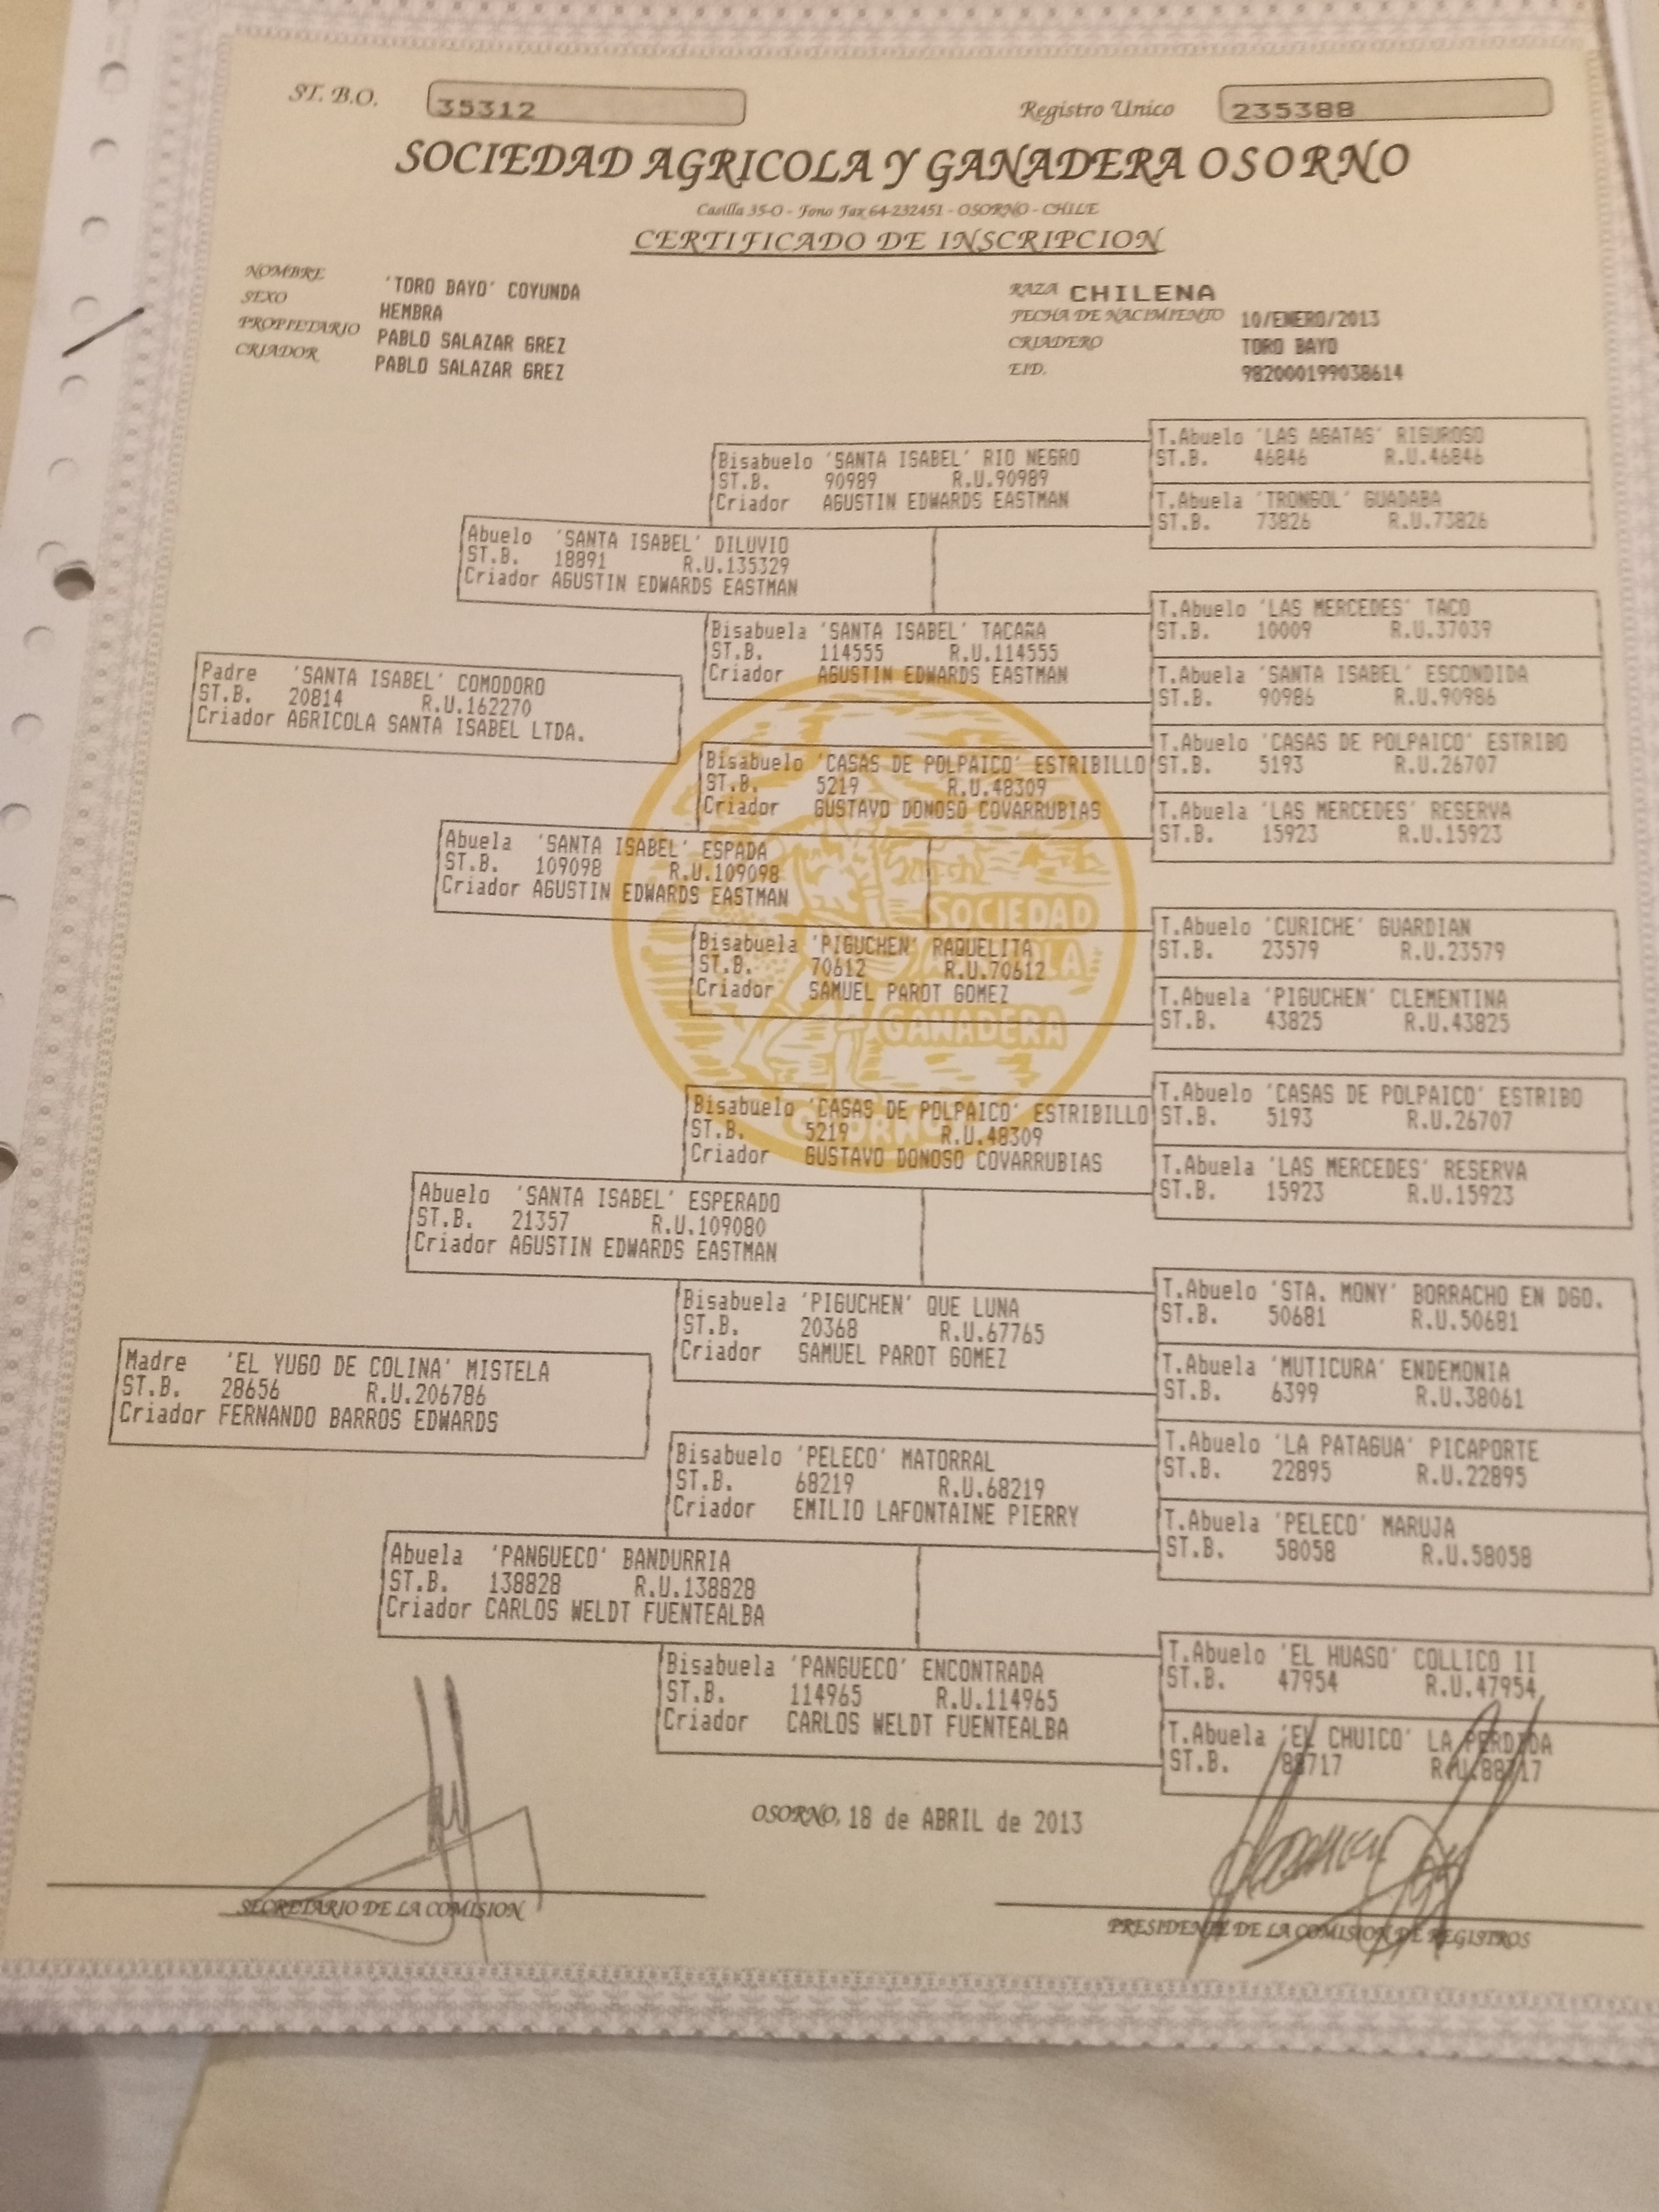 ST. B.O. 35312 Registro Unico 235388
SOCIEDAD AGRICOLA Y GANADERA OSORNO
Casilla 35-O - Fono Fax 64-232451 - OSORNO - CHILE
CERTIFICADO DE INSCRIPCION
NOMBRE 'TORO BAYO' COYUNDA
SEXO HEMBRA
PROPIETARIO PABLO SALAZAR GREZ
CRIADOR PABLO SALAZAR GREZ
RAZA CHILENA
FECHA DE NACIMIENTO 10/ENERO/2013
CRIADERO TORO BAYO
EID. 982000199038614
Padre 'SANTA ISABEL' COMODORO
ST.B. 20814 R.U.162270
Criador AGRICOLA SANTA ISABEL LTDA.
Abuelo 'SANTA ISABEL' DILUVIO
ST.B. 18891 R.U.135329
Criador AGUSTIN EDWARDS EASTMAN
Bisabuelo 'SANTA ISABEL' RIO NEGRO
ST.B. 90989 R.U.90989
Criador AGUSTIN EDWARDS EASTMAN
T.Abuelo 'LAS AGATAS' RIGUROSO
ST.B. 46846 R.U.46846
T.Abuela 'TRONGOL' GUADABA
ST.B. 73826 R.U.73826
Bisabuela 'SANTA ISABEL' TACAÑA
ST.B. 114555 R.U.114555
Criador AGUSTIN EDWARDS EASTMAN
T.Abuelo 'LAS MERCEDES' TACO
ST.B. 10009 R.U.37039
T.Abuela 'SANTA ISABEL' ESCONDIDA
ST.B. 90986 R.U.90986
Abuela 'SANTA ISABEL' ESPADA
ST.B. 109098 R.U.109098
Criador AGUSTIN EDWARDS EASTMAN
Bisabuelo 'CASAS DE POLPAICO' ESTRIBILLO
ST.B. 5219 R.U.48309
Criador GUSTAVO DONOSO COVARRUBIAS
T.Abuelo 'CASAS DE POLPAICO' ESTRIBO
ST.B. 5193 R.U.26707
T.Abuela 'LAS MERCEDES' RESERVA
ST.B. 15923 R.U.15923
Bisabuela 'PIGUCHEN' RAQUELITA
ST.B. 70612 R.U.70612
Criador SAMUEL PAROT GOMEZ
T.Abuelo 'CURICHE' GUARDIAN
ST.B. 23579 R.U.23579
T.Abuela 'PIGUCHEN' CLEMENTINA
ST.B. 43825 R.U.43825
SOCIEDAD
AGRICOLA
GANADERA
OSORNO
Madre 'EL YUGO DE COLINA' MISTELA
ST.B. 28656 R.U.206786
Criador FERNANDO BARROS EDWARDS
Abuelo 'SANTA ISABEL' ESPERADO
ST.B. 21357 R.U.109080
Criador AGUSTIN EDWARDS EASTMAN
Bisabuelo 'CASAS DE POLPAICO' ESTRIBILLO
ST.B. 5219 R.U.48309
Criador GUSTAVO DONOSO COVARRUBIAS
T.Abuelo 'CASAS DE POLPAICO' ESTRIBO
ST.B. 5193 R.U.26707
T.Abuela 'LAS MERCEDES' RESERVA
ST.B. 15923 R.U.15923
Bisabuela 'PIGUCHEN' QUE LUNA
ST.B. 20368 R.U.67765
Criador SAMUEL PAROT GOMEZ
T.Abuelo 'STA. MONY' BORRACHO EN DGO.
ST.B. 50681 R.U.50681
T.Abuela 'MUTICURA' ENDEMONIA
ST.B. 6399 R.U.38061
Abuela 'PANGUECO' BANDURRIA
ST.B. 138828 R.U.138828
Criador CARLOS WELDT FUENTEALBA
Bisabuelo 'PELECO' MATORRAL
ST.B. 68219 R.U.68219
Criador EMILIO LAFONTAINE PIERRY
T.Abuelo 'LA PATAGUA' PICAPORTE
ST.B. 22895 R.U.22895
T.Abuela 'PELECO' MARUJA
ST.B. 58058 R.U.58058
Bisabuela 'PANGUECO' ENCONTRADA
ST.B. 114965 R.U.114965
Criador CARLOS WELDT FUENTEALBA
T.Abuelo 'EL HUASO' COLLICO II
ST.B. 47954 R.U.47954
T.Abuela 'EL CHUICO' LA PERDIDA
ST.B. 88717 R.U.88717
OSORNO, 18 de ABRIL de 2013
SECRETARIO DE LA COMISION
PRESIDENTE DE LA COMISION DE REGISTROS